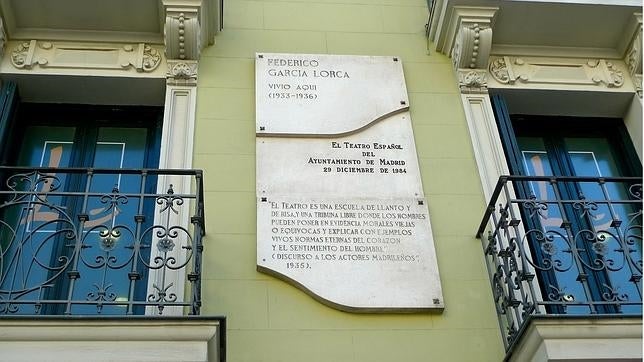 FEDERICO
GARCIA LORCA
VIVIO AQUI
(1933-1936)
EL TEATRO ESPAÑOL
DEL
AYUNTAMIENTO DE MADRID
29 DICIEMBRE DE 1984
"EL TEATRO ES UNA ESCUELA DE LLANTO Y
DE RISA, Y UNA TRIBUNA LIBRE DONDE LOS HOMBRES
PUEDEN PONER EN EVIDENCIA MORALES VIEJAS
O EQUIVOCAS Y EXPLICAR CON EJEMPLOS
VIVOS NORMAS ETERNAS DEL CORAZON
Y EL SENTIMIENTO DEL HOMBRE"
("DISCURSO A LOS ACTORES MADRILEÑOS",
1935).